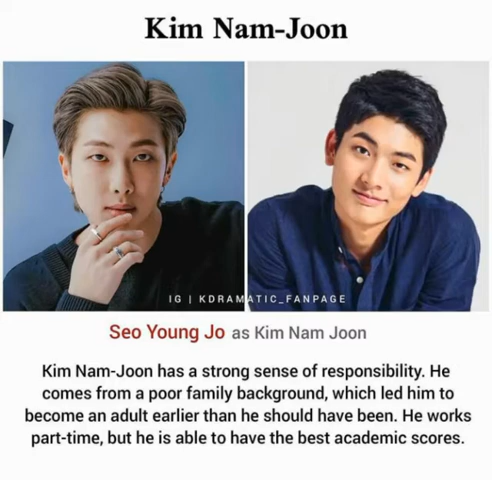 Kim Nam-Joon
IG | KDRAMATIC_FANPAGE
Seo Young Jo as Kim Nam Joon
Kim Nam-Joon has a strong sense of responsibility. He
comes from a poor family background, which led him to
become an adult earlier than he should have been. He works
part-time, but he is able to have the best academic scores.